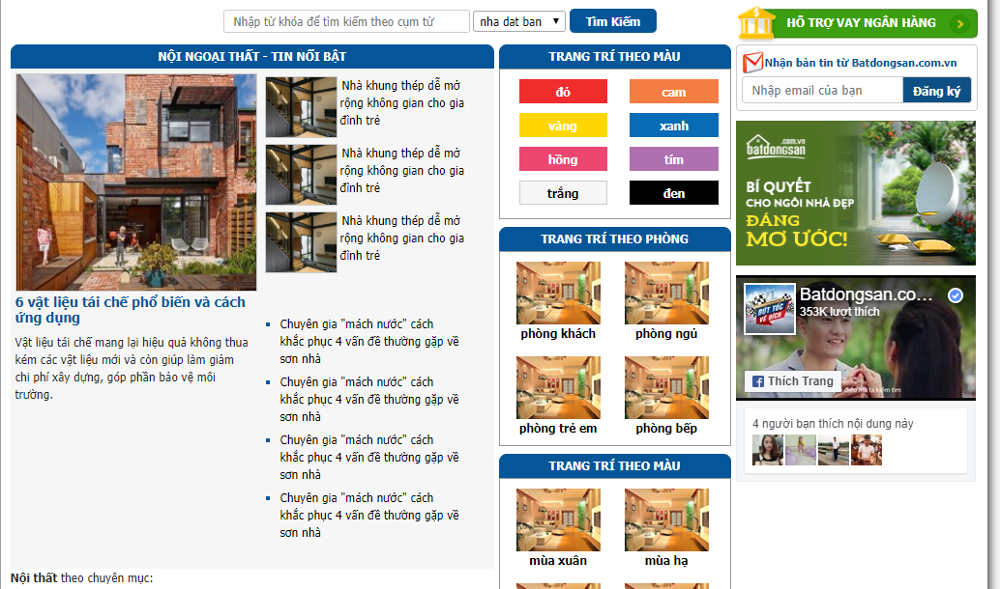 Nhập từ khóa để tìm kiếm theo cụm từ
nha dat ban
Tìm Kiếm
NỘI NGOẠI THẤT - TIN NỔI BẬT
6 vật liệu tái chế phổ biến và cách
ứng dụng
Vật liệu tái chế mang lại hiệu quả không thua
kém các vật liệu mới và còn giúp làm giảm
chi phí xây dựng, góp phần bảo vệ môi
trường.
Nhà khung thép dễ mở
rộng không gian cho gia
đình trẻ
Nhà khung thép dễ mở
rộng không gian cho gia
đình trẻ
Nhà khung thép dễ mở
rộng không gian cho gia
đình trẻ
Chuyên gia "mách nước" cách
khắc phục 4 vấn đề thường gặp về
sơn nhà
Chuyên gia "mách nước" cách
khắc phục 4 vấn đề thường gặp về
sơn nhà
Chuyên gia "mách nước" cách
khắc phục 4 vấn đề thường gặp về
sơn nhà
Chuyên gia "mách nước" cách
khắc phục 4 vấn đề thường gặp về
sơn nhà
Nội thất theo chuyên mục:
TRANG TRÍ THEO MÀU
đỏ
cam
vàng
xanh
hồng
tím
trắng
đen
TRANG TRÍ THEO PHÒNG
phòng khách
phòng ngủ
phòng trẻ em
phòng bếp
TRANG TRÍ THEO MÀU
mùa xuân
mùa hạ
HỖ TRỢ VAY NGÂN HÀNG
Nhận bản tin từ Batdongsan.com.vn
Nhập email của bạn
Đăng ký
.com.vn
batdongsan
BÍ QUYẾT
CHO NGÔI NHÀ ĐẸP
ĐÁNG
MƠ ƯỚC!
BỨT TỐC
VỀ ĐÍCH
Batdongsan.co...
353K lượt thích
Thích Trang
điều mà ta kiếm tìm
4 người bạn thích nội dung này